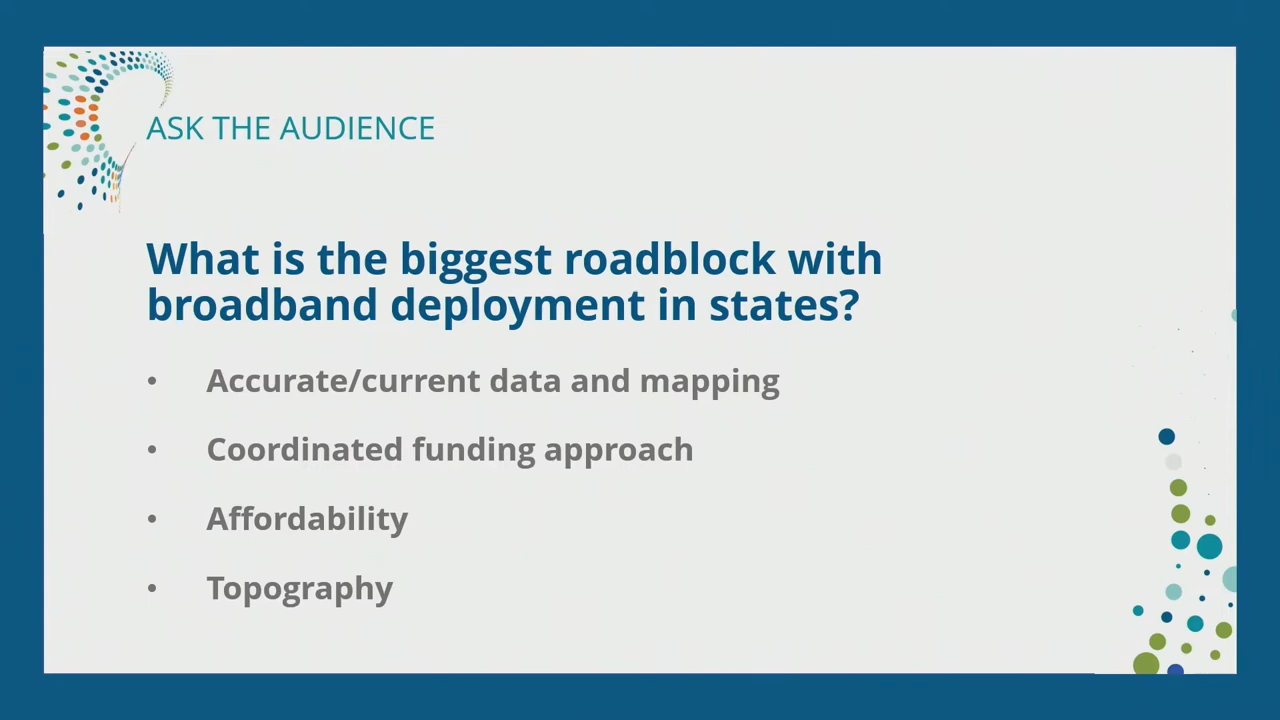 ASK THE AUDIENCE
What is the biggest roadblock with
broadband deployment in states?
• Accurate/current data and mapping
• Coordinated funding approach
• Affordability
• Topography